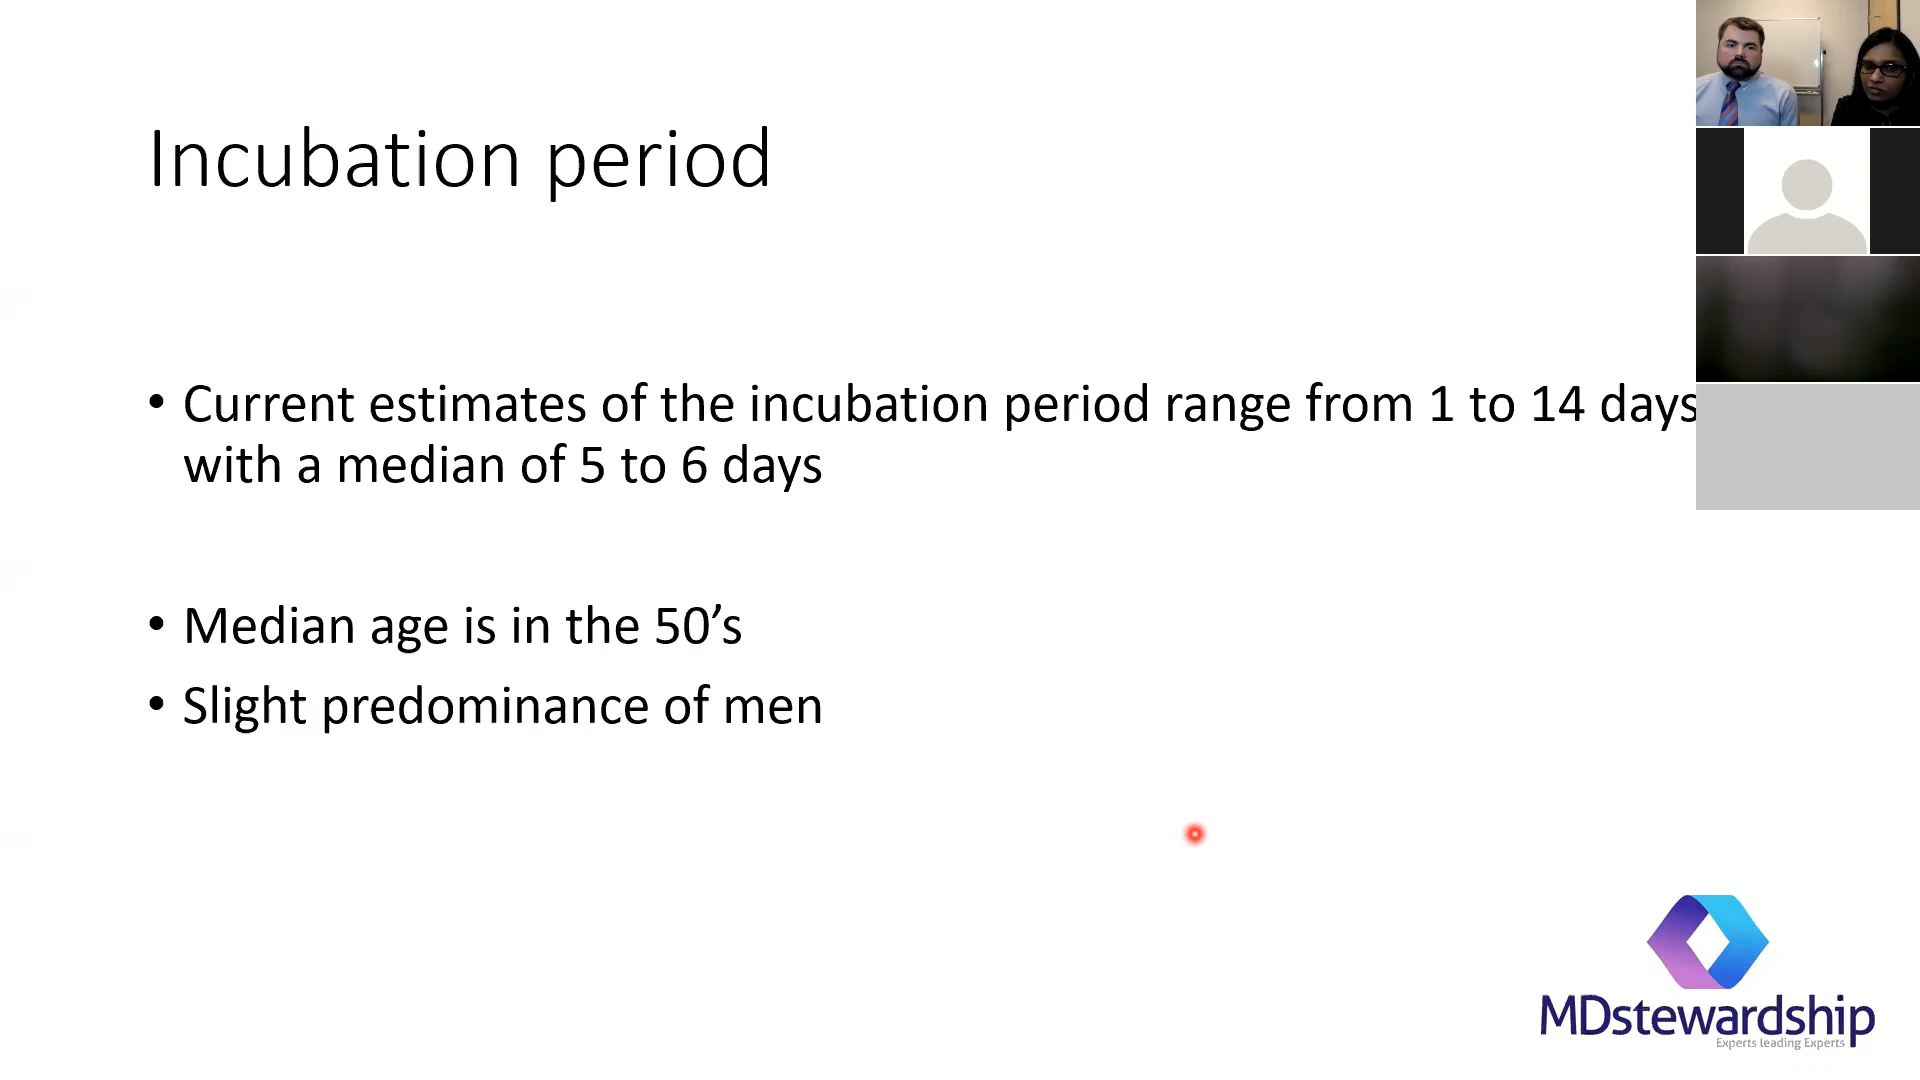 Incubation period
• Current estimates of the incubation period range from 1 to 14 days
with a median of 5 to 6 days
• Median age is in the 50’s
• Slight predominance of men
MDstewardship
Experts leading Experts